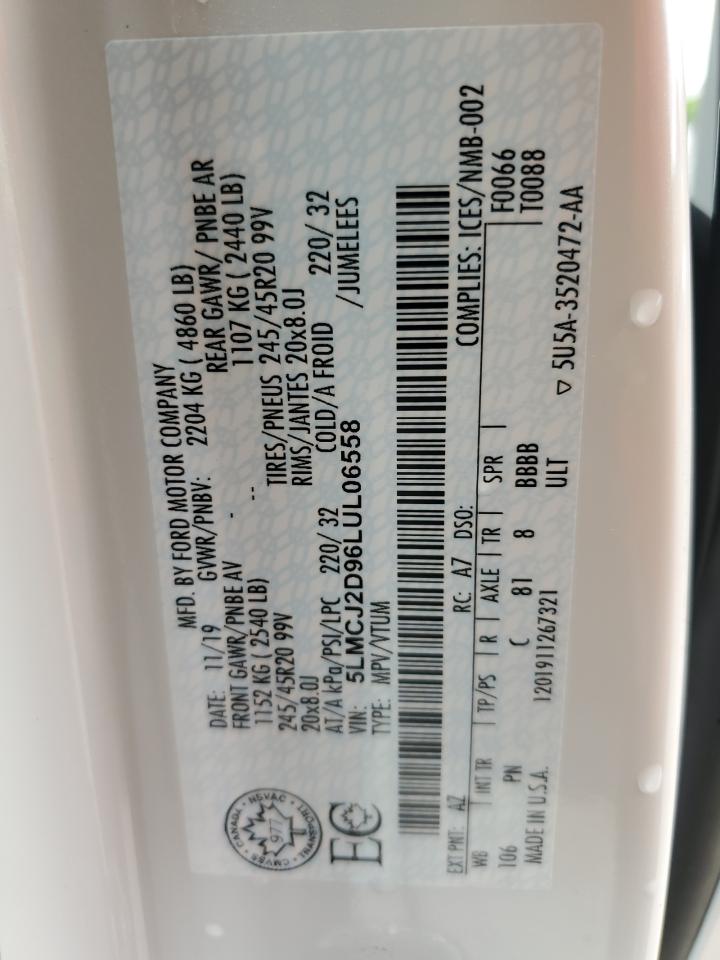 MFD. BY FORD MOTOR COMPANY
DATE: 11/19 GVWR/PNBV: 2204 KG ( 4860 LB)
FRONT GAWR/PNBE AV - REAR GAWR/ PNBE AR
1152 KG ( 2540 LB) -- 1107 KG ( 2440 LB)
245/45R20 99V TIRES/PNEUS 245/45R20 99V
20x8.0J RIMS/JANTES 20x8.0J
AT/A kPa/PSI/LPC 220/ 32 COLD/A FROID 220/ 32
VIN: 5LMCJ2D96LUL06558 /JUMELEES
TYPE: MPV/VTUM
CANADA · NSVAC · TRANSPORT · CMVSS
977
EC
EXT PNT: AZ RC: A7 DSO: COMPLIES: ICES/NMB-002
WB INT TR TP/PS R AXLE TR SPR F0066
106 PN C 81 8 BBBB T0088
ULT
MADE IN U.S.A. 1201911267321 ▽ 5U5A-3520472-AA